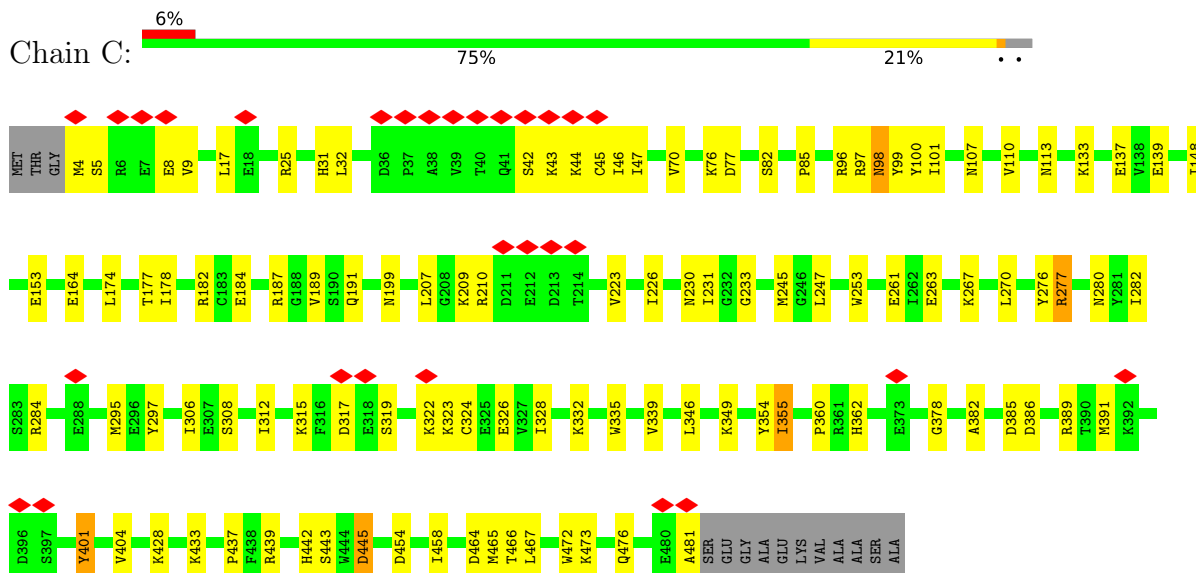 6%
Chain C:
75% 21% • •
MET THR GLY M4 S5 R6 E7 E8 V9 L17 E18 R25 H31 L32 D36 P37 A38 V39 T40 Q41 S42 K43 K44 C45 I46 I47 V70 K76 D77 S82 P85 R96 R97 N98 Y99 Y100 I101 N107 V110 N113 K133 E137 V138 E139 I148
E153 E164 L174 T177 I178 R182 C183 E184 R187 G188 V189 S190 Q191 N199 L207 G208 K209 R210 D211 E212 D213 T214 V223 I226 N230 I231 G232 G233 M245 G246 L247 W253 E261 I262 E263 K267 L270 Y276 R277 N280 Y281 I282
S283 R284 E288 M295 E296 Y297 I306 E307 S308 I312 K315 F316 D317 E318 S319 K322 K323 C324 E325 E326 V327 I328 K332 W335 V339 L346 K349 Y354 I355 P360 R361 H362 E373 G378 A382 D385 D386 R389 T390 M391 K392
D396 S397 Y401 V404 K428 K433 P437 F438 R439 H442 S443 W444 D445 D454 I458 D464 M465 T466 L467 W472 K473 Q476 E480 A481 SER GLU GLY ALA GLU LYS VAL ALA ALA SER ALA